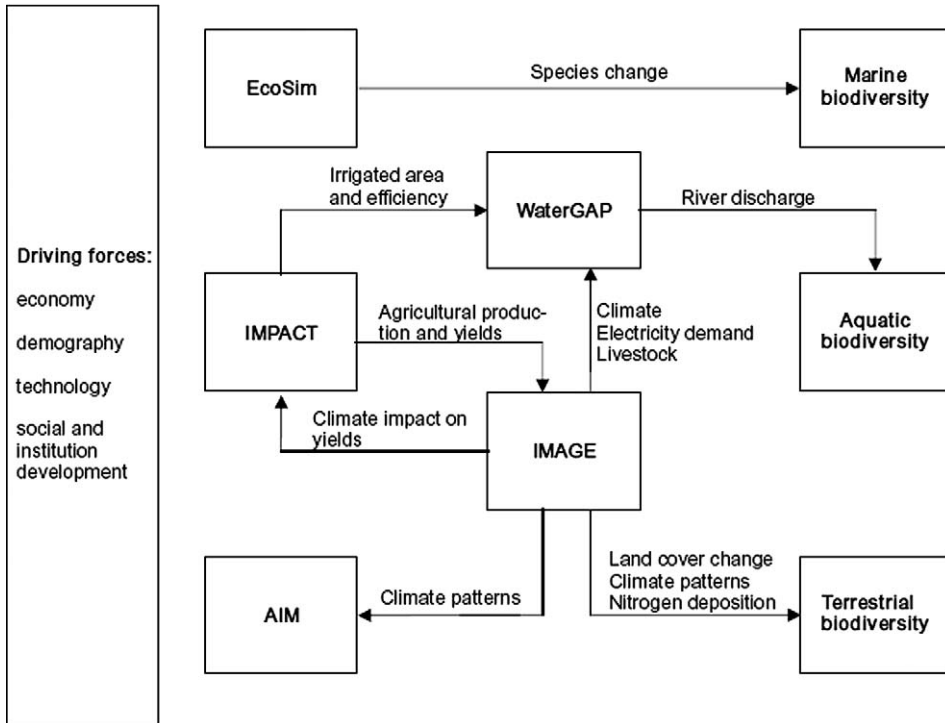 Driving forces:
economy
demography
technology
social and
institution
development
EcoSim
Species change
Marine
biodiversity
Irrigated area
and efficiency
WaterGAP
River discharge
IMPACT
Agricultural produc-
tion and yields
Climate
Electricity demand
Livestock
Aquatic
biodiversity
Climate impact on
yields
IMAGE
AIM
Climate patterns
Land cover change
Climate patterns
Nitrogen deposition
Terrestrial
biodiversity